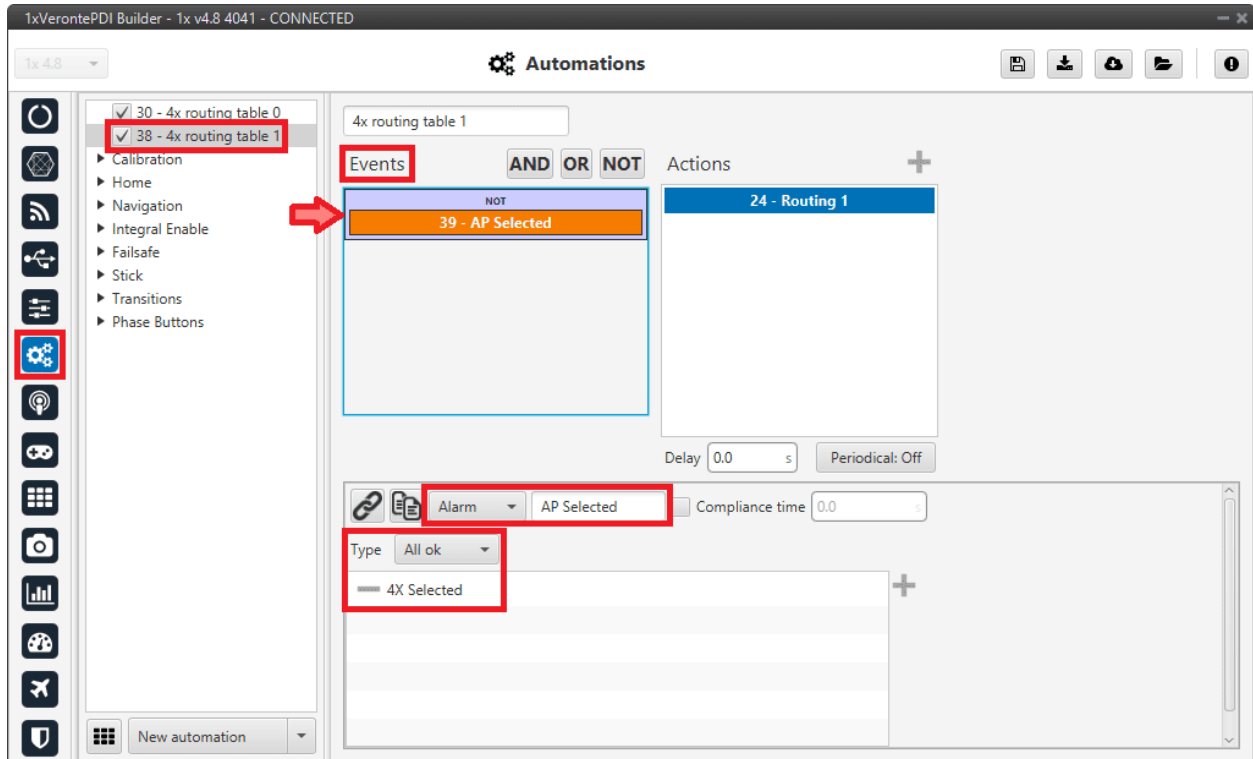 1xVerontePDI Builder - 1x v4.8 4041 - CONNECTED
1x 4.8
Automations
30 - 4x routing table 0
38 - 4x routing table 1
Calibration
Home
Navigation
Integral Enable
Failsafe
Stick
Transitions
Phase Buttons
New automation
4x routing table 1
Events AND OR NOT Actions
NOT
39 - AP Selected
24 - Routing 1
Delay 0.0 s Periodical: Off
Alarm AP Selected Compliance time 0.0 s
Type All ok
4X Selected